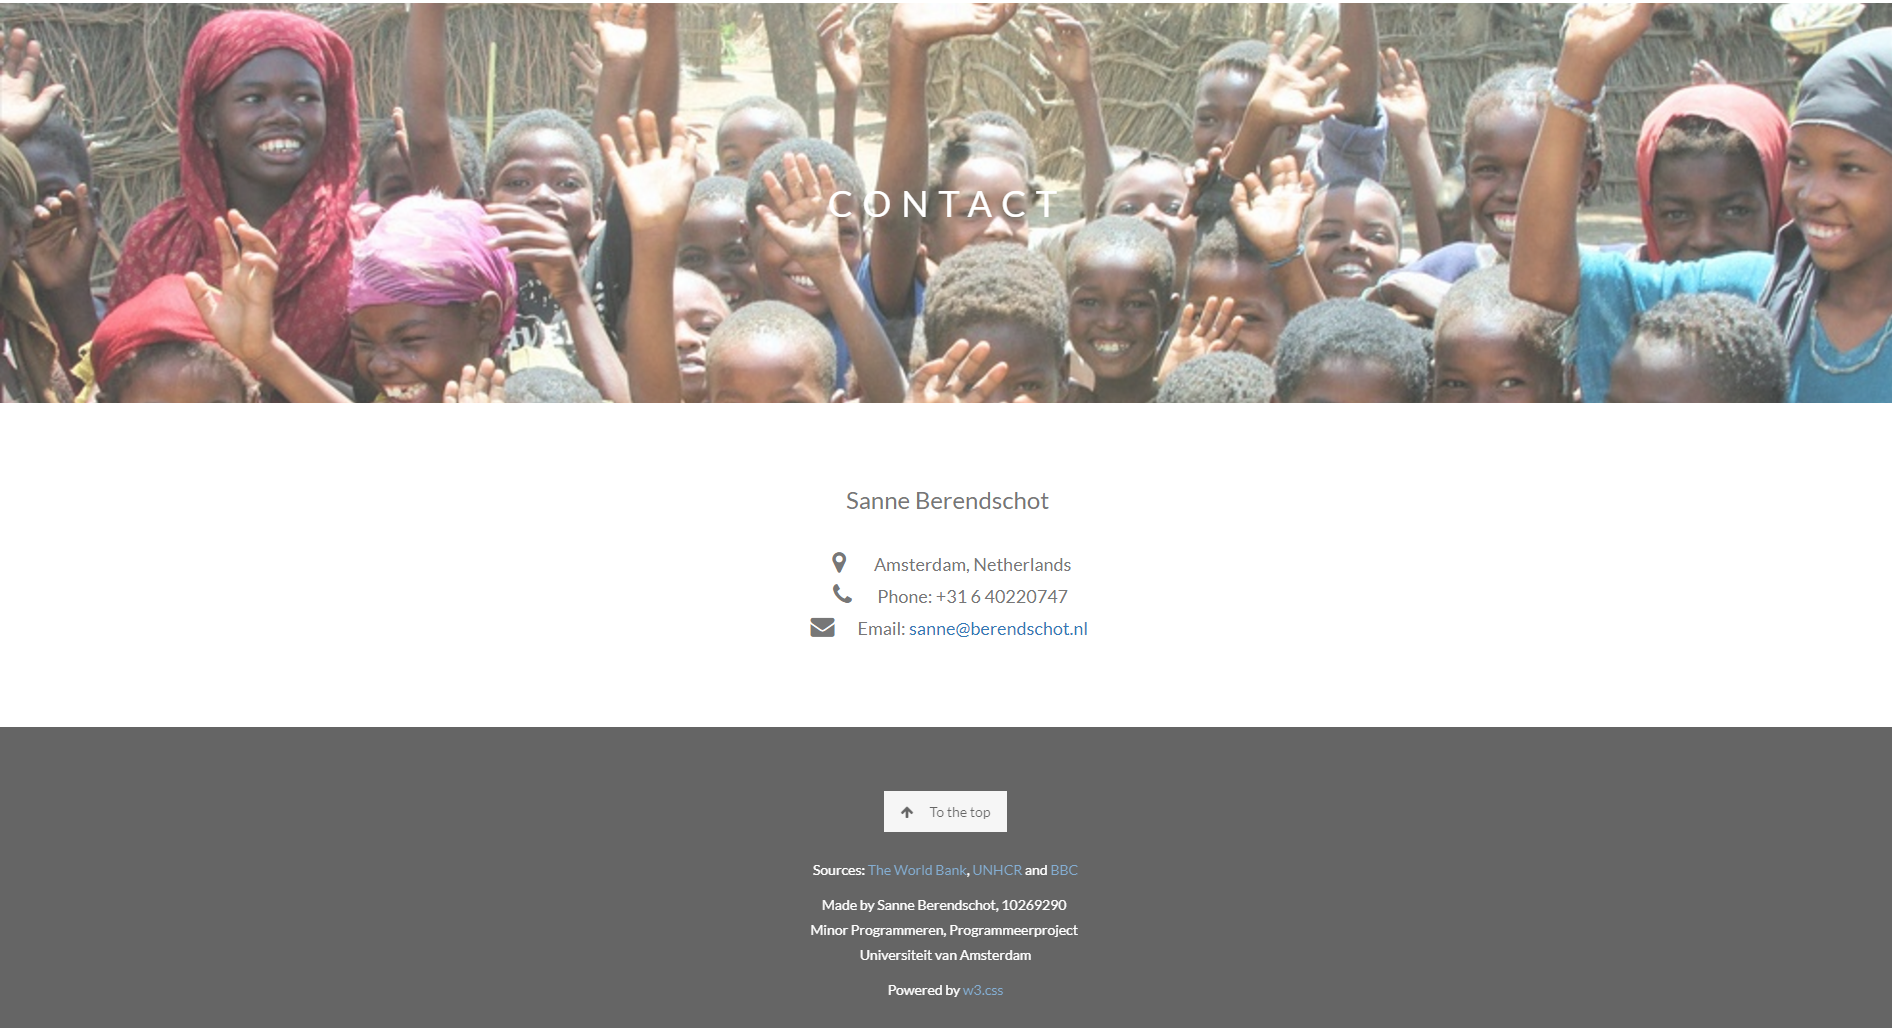 CONTACT
Sanne Berendschot
Amsterdam, Netherlands
Phone: +31 6 40220747
Email: sanne@berendschot.nl
To the top
Sources: The World Bank, UNHCR and BBC
Made by Sanne Berendschot, 10269290
Minor Programmeren, Programmeerproject
Universiteit van Amsterdam
Powered by w3.css